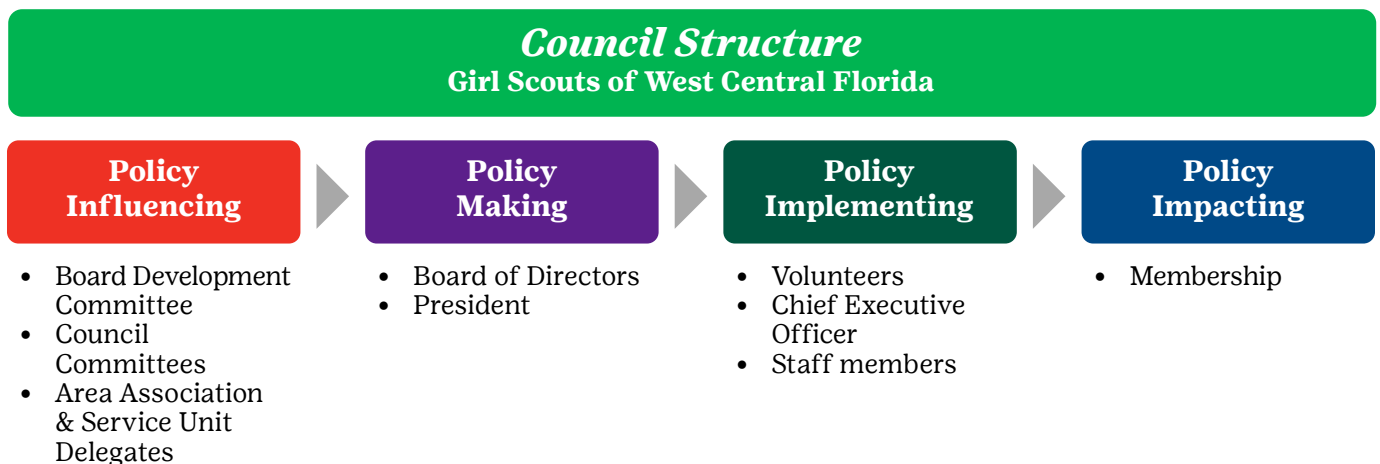 Council Structure
Girl Scouts of West Central Florida
Policy
Influencing
• Board Development
Committee
• Council
Committees
• Area Association
& Service Unit
Delegates
Policy
Making
• Board of Directors
• President
Policy
Implementing
• Volunteers
• Chief Executive
Officer
• Staff members
Policy
Impacting
• Membership